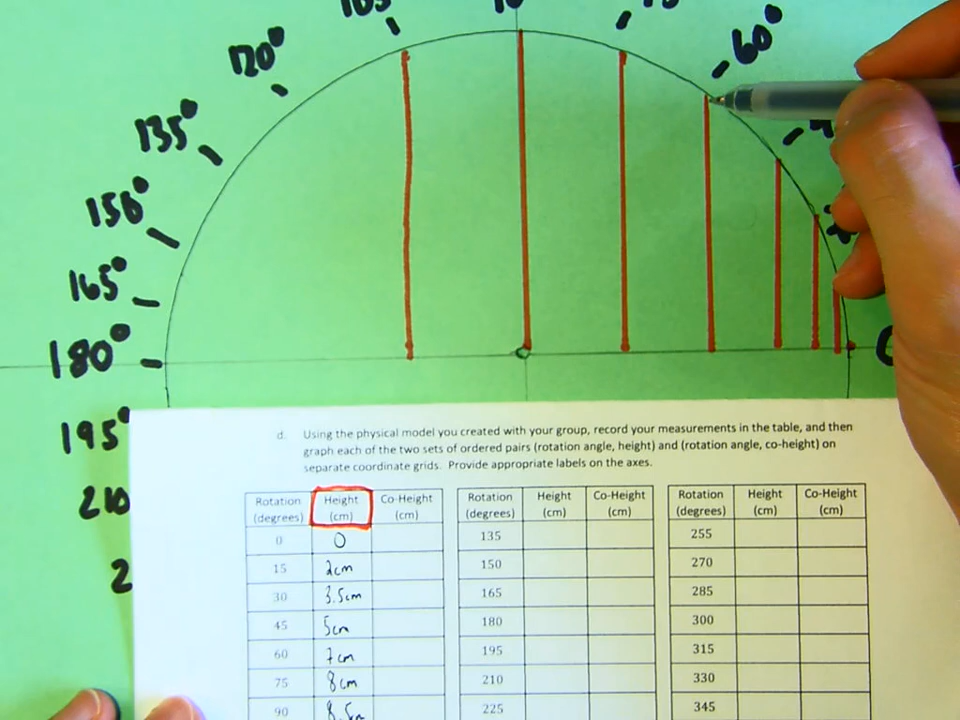 120°
60°
135°
150°
165°
180°
195°
210
2
d. Using the physical model you created with your group, record your measurements in the table, and then
graph each of the two sets of ordered pairs (rotation angle, height) and (rotation angle, co-height) on
separate coordinate grids. Provide appropriate labels on the axes.
Rotation (degrees) Height (cm) Co-Height (cm) Rotation (degrees) Height (cm) Co-Height (cm) Rotation (degrees) Height (cm) Co-Height (cm)
0 0 135 255
15 2cm 150 270
30 3.5cm 165 285
45 5cm 180 300
60 7cm 195 315
75 8cm 210 330
90 8.5cm 225 345